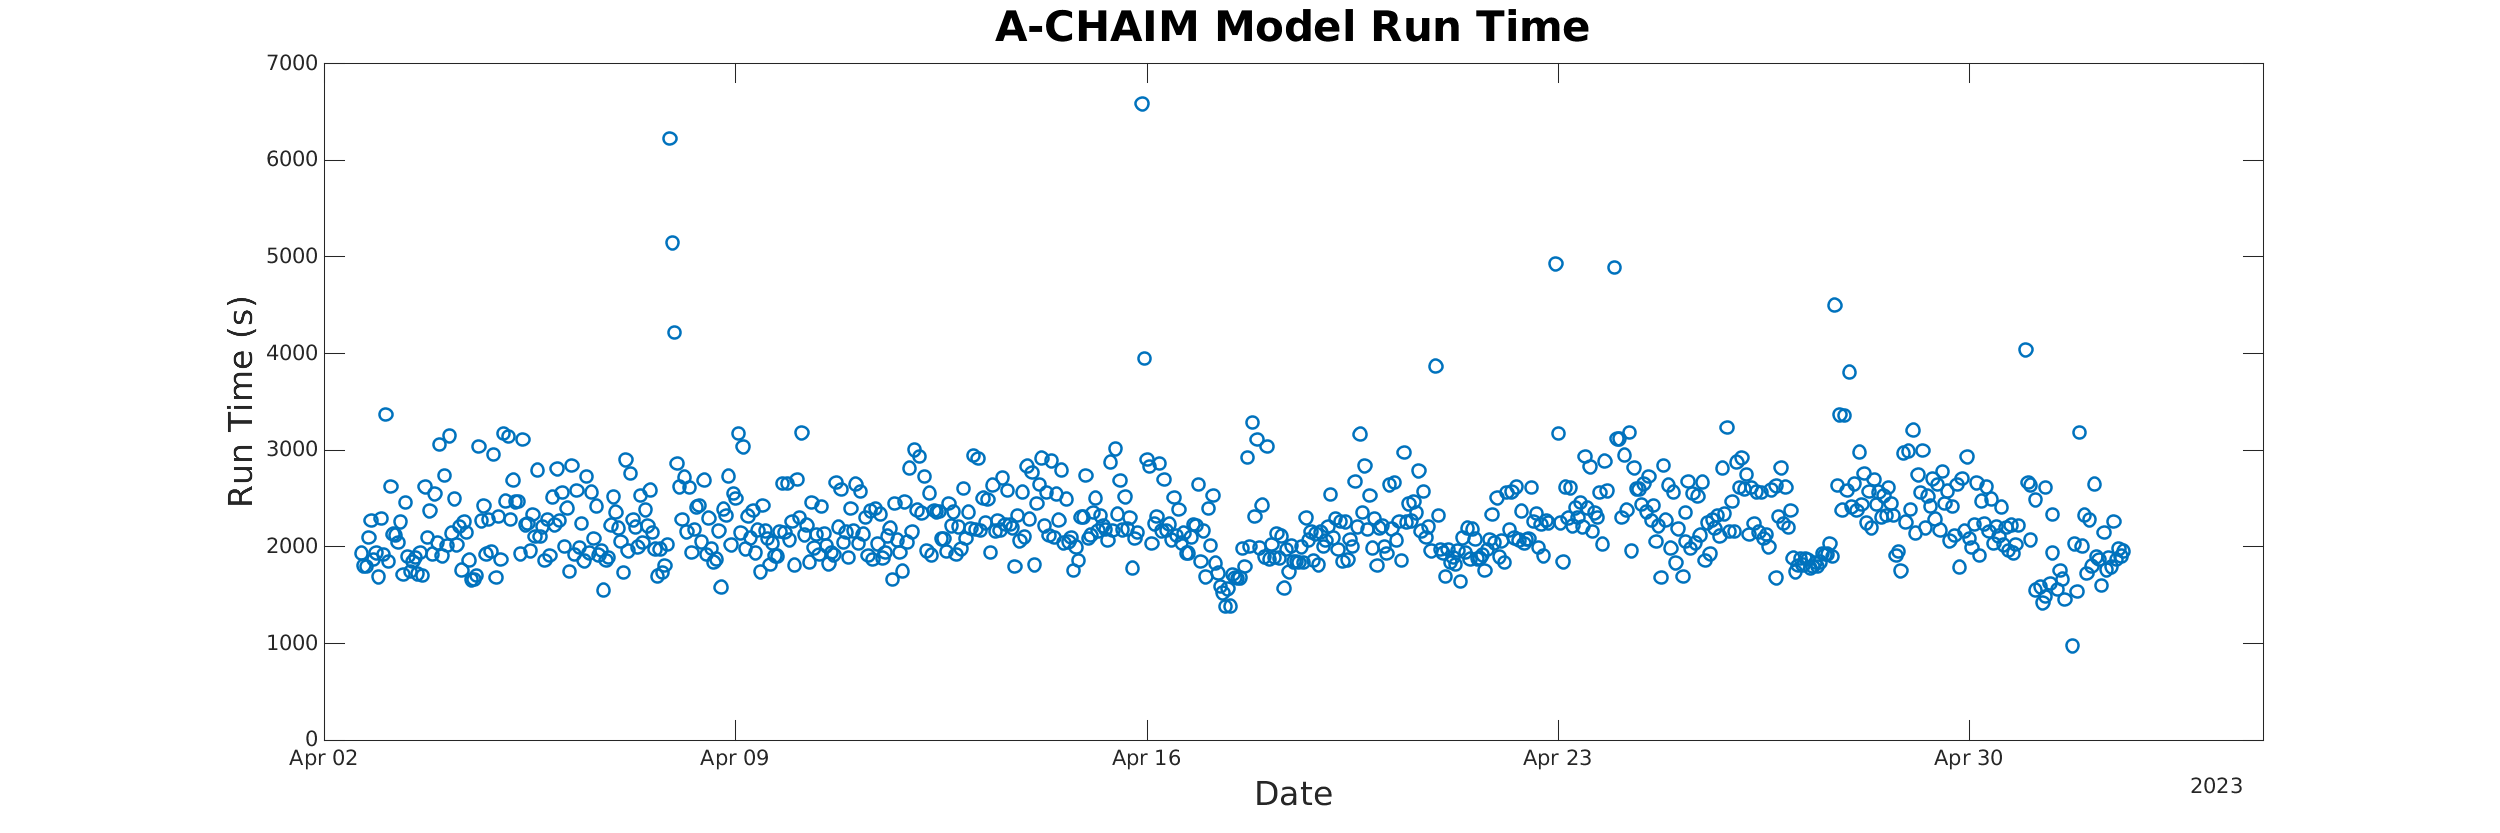 A-CHAIM Model Run Time
7000
6000
5000
4000
3000
2000
1000
0
Run Time (s)
Apr 02 Apr 09 Apr 16 Apr 23 Apr 30
2023
Date